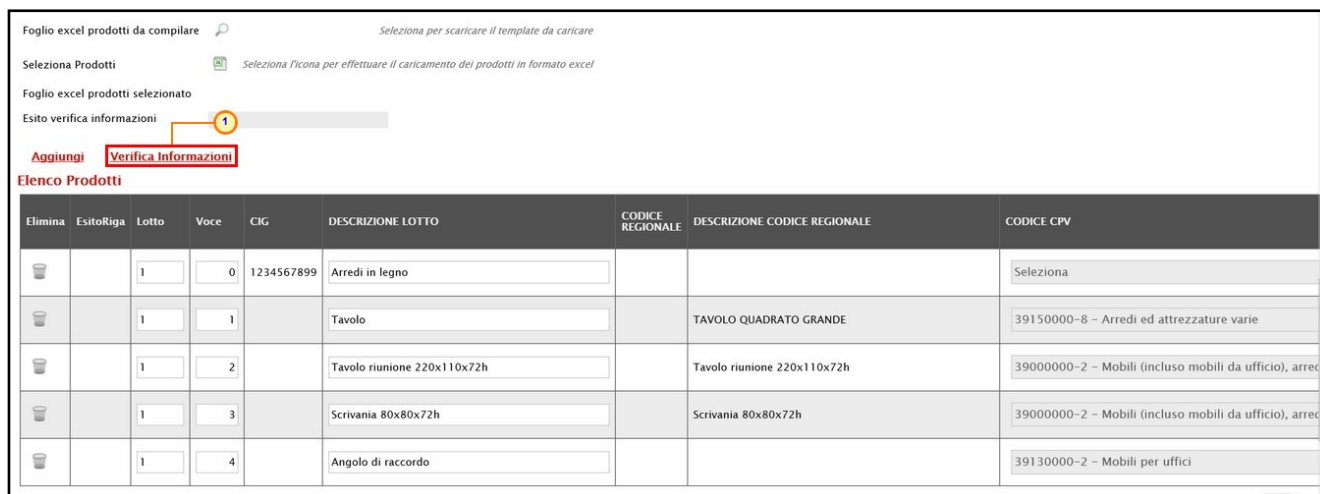 Foglio excel prodotti da compilare Seleziona per scaricare il template da caricare
Seleziona Prodotti Seleziona l'icona per effettuare il caricamento dei prodotti in formato excel
Foglio excel prodotti selezionato
Esito verifica informazioni
1
Aggiungi Verifica Informazioni
Elenco Prodotti
Elimina EsitoRiga Lotto Voce CIG DESCRIZIONE LOTTO CODICE REGIONALE DESCRIZIONE CODICE REGIONALE CODICE CPV
1 0 1234567899 Arredi in legno Seleziona
1 1 Tavolo TAVOLO QUADRATO GRANDE 39150000-8 - Arredi ed attrezzature varie
1 2 Tavolo riunione 220x110x72h Tavolo riunione 220x110x72h 39000000-2 - Mobili (incluso mobili da ufficio), arred
1 3 Scrivania 80x80x72h Scrivania 80x80x72h 39000000-2 - Mobili (incluso mobili da ufficio), arred
1 4 Angolo di raccordo 39130000-2 - Mobili per uffici